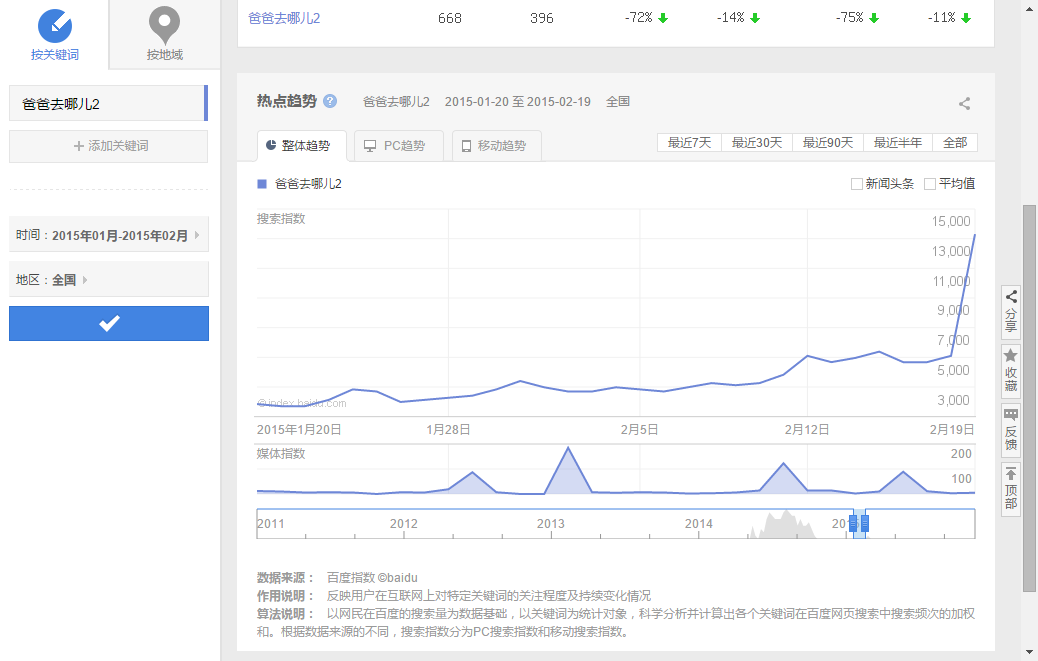 按关键词
按地域
爸爸去哪儿2
添加关键词
时间：2015年01月-2015年02月
地区：全国
爸爸去哪儿2 668 396 -72% -14% -75% -11%
热点趋势 ? 爸爸去哪儿2 2015-01-20 至 2015-02-19 全国
整体趋势 PC趋势 移动趋势 最近7天 最近30天 最近90天 最近半年 全部
爸爸去哪儿2 新闻头条 平均值
搜索指数
15,000
13,000
11,000
9,000
7,000
5,000
3,000
©index.baidu.com
2015年1月20日 1月28日 2月5日 2月12日 2月19日
媒体指数
200
100
2011 2012 2013 2014
数据来源： 百度指数 ©baidu
作用说明： 反映用户在互联网上对特定关键词的关注程度及持续变化情况
算法说明： 以网民在百度的搜索量为数据基础，以关键词为统计对象，科学分析并计算出各个关键词在百度网页搜索中搜索频次的加权
和。根据数据来源的不同，搜索指数分为PC搜索指数和移动搜索指数。
分享
收藏
反馈
顶部